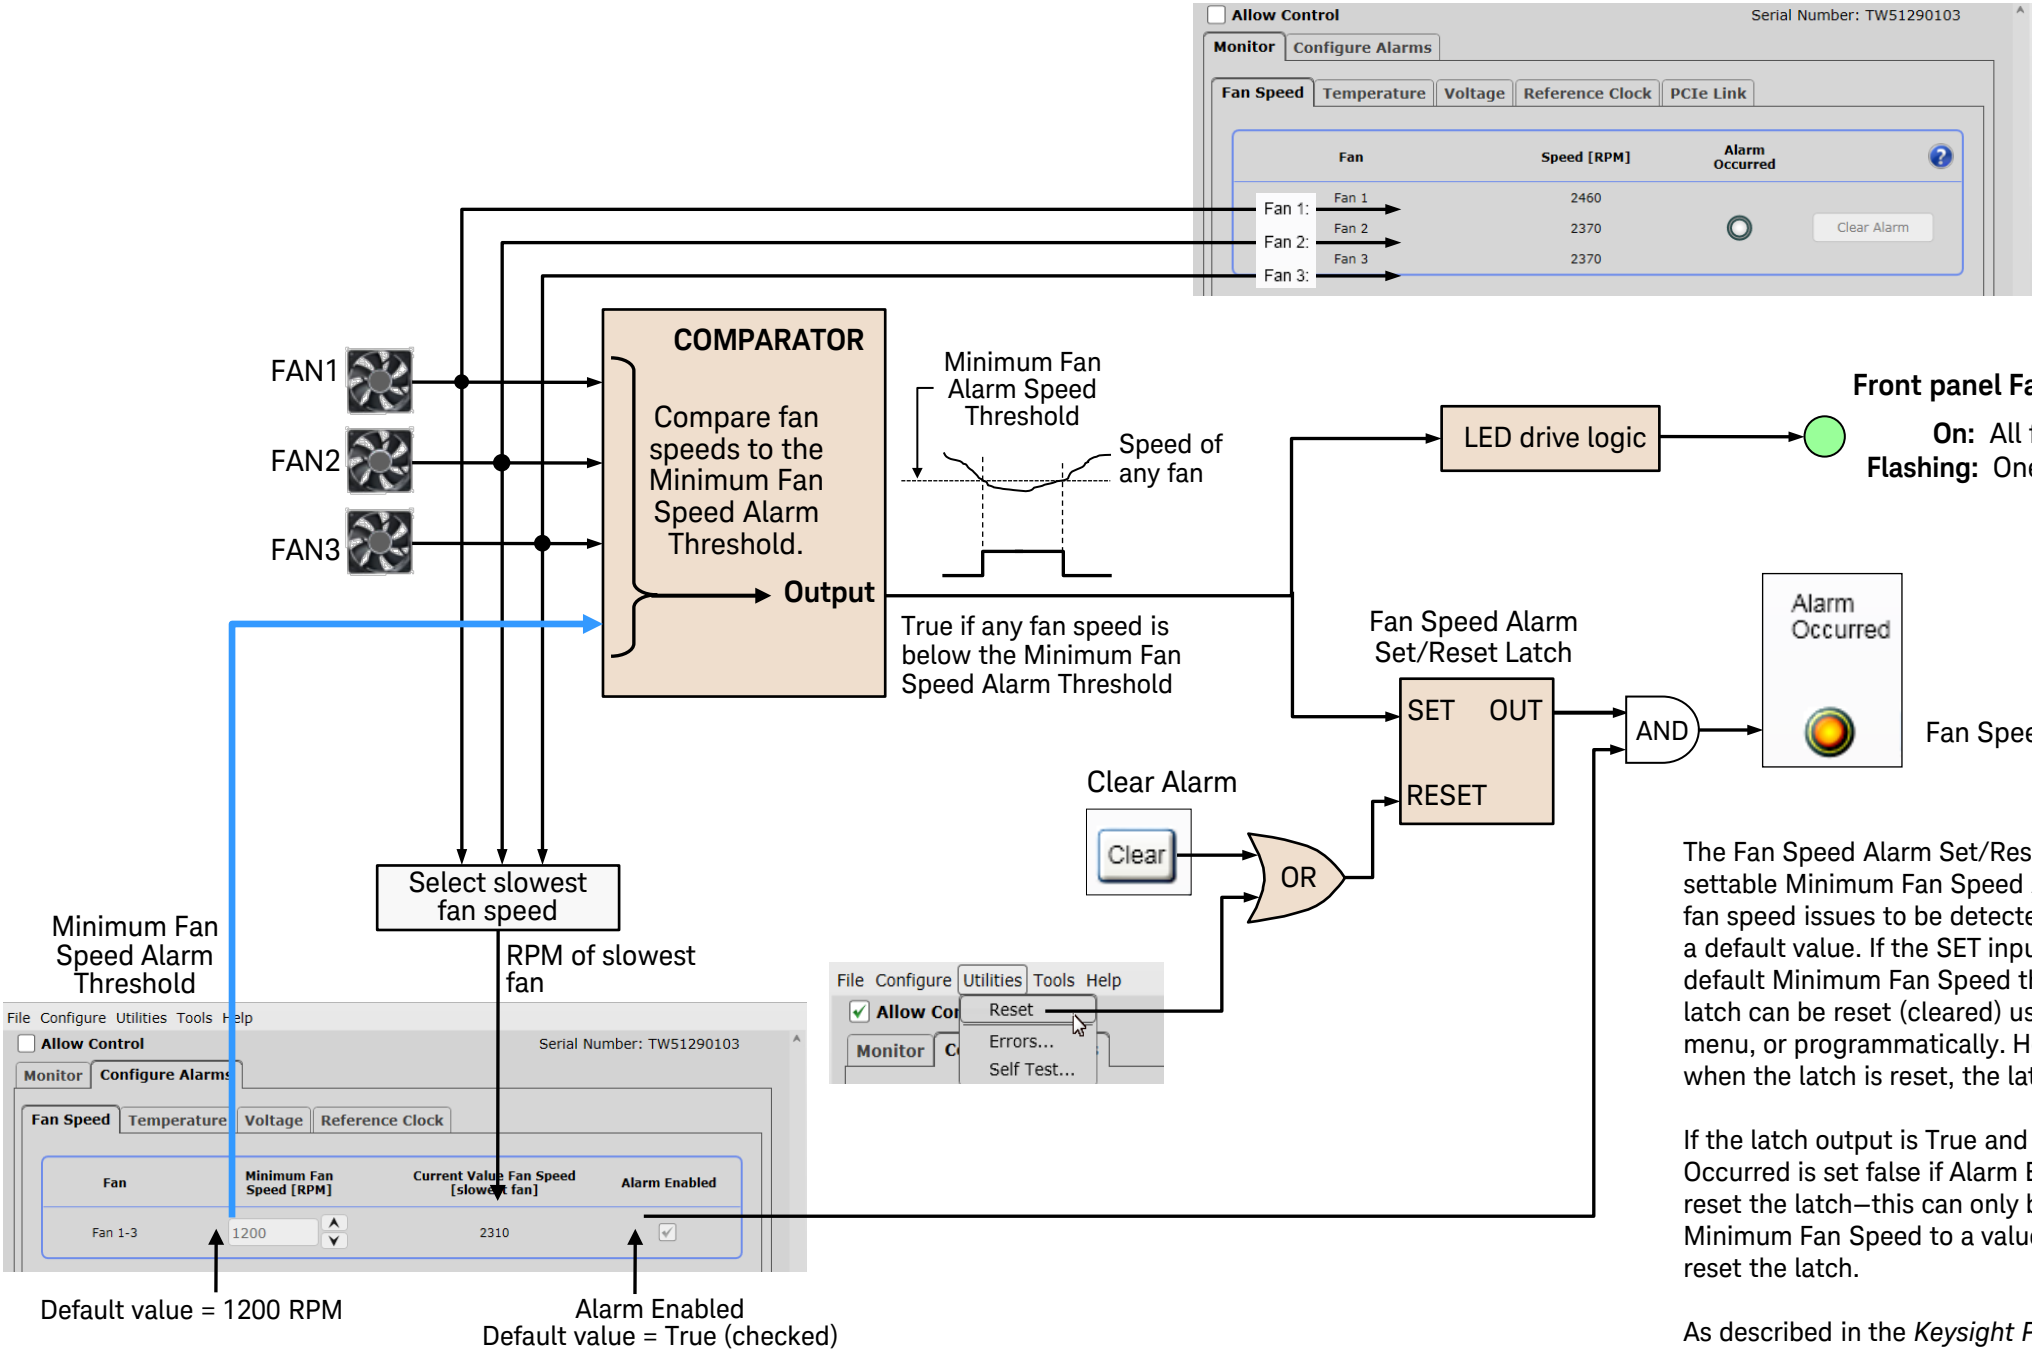 Allow Control
Serial Number: TW51290103
Monitor
Configure Alarms
Fan Speed
Temperature
Voltage
Reference Clock
PCIe Link
Fan
Speed [RPM]
Alarm
Occurred
?
Fan 1
2460
Fan 2
2370
Clear Alarm
Fan 3
2370
Fan 1:
Fan 2:
Fan 3:
FAN1
FAN2
FAN3
COMPARATOR
Compare fan
speeds to the
Minimum Fan
Speed Alarm
Threshold.
Output
Minimum Fan
Alarm Speed
Threshold
Speed of
any fan
True if any fan speed is
below the Minimum Fan
Speed Alarm Threshold
LED drive logic
Front panel Fa
On: All f
Flashing: One
Fan Speed Alarm
Set/Reset Latch
SET OUT
RESET
AND
Alarm
Occurred
Fan Spee
Clear Alarm
Clear
OR
Select slowest
fan speed
RPM of slowest
fan
Minimum Fan
Speed Alarm
Threshold
File Configure Utilities Tools Help
Allow Cor
Reset
Errors...
Self Test...
Monitor
C
File Configure Utilities Tools Help
Allow Control
Serial Number: TW51290103
Monitor
Configure Alarms
Fan Speed
Temperature
Voltage
Reference Clock
Fan
Minimum Fan
Speed [RPM]
Current Value Fan Speed
[slowest fan]
Alarm Enabled
Fan 1-3
1200
2310
Default value = 1200 RPM
Alarm Enabled
Default value = True (checked)
The Fan Speed Alarm Set/Res
settable Minimum Fan Speed
fan speed issues to be detecte
a default value. If the SET inpu
default Minimum Fan Speed th
latch can be reset (cleared) us
menu, or programmatically. H
when the latch is reset, the lat
If the latch output is True and
Occurred is set false if Alarm E
reset the latch—this can only b
Minimum Fan Speed to a value
reset the latch.
As described in the Keysight P